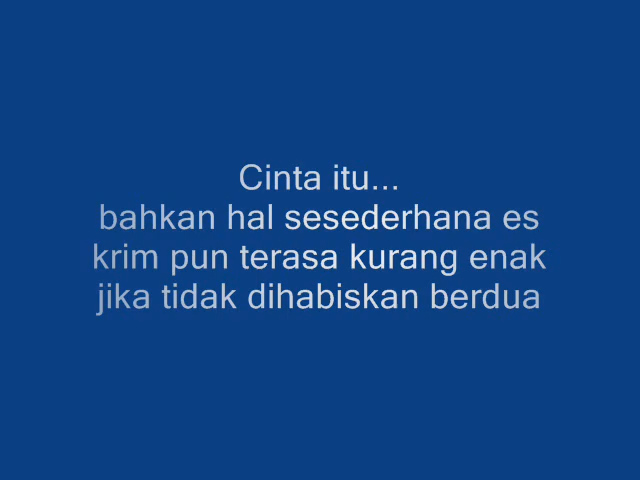 Cinta itu...
bahkan hal sesederhana es
krim pun terasa kurang enak
jika tidak dihabiskan berdua